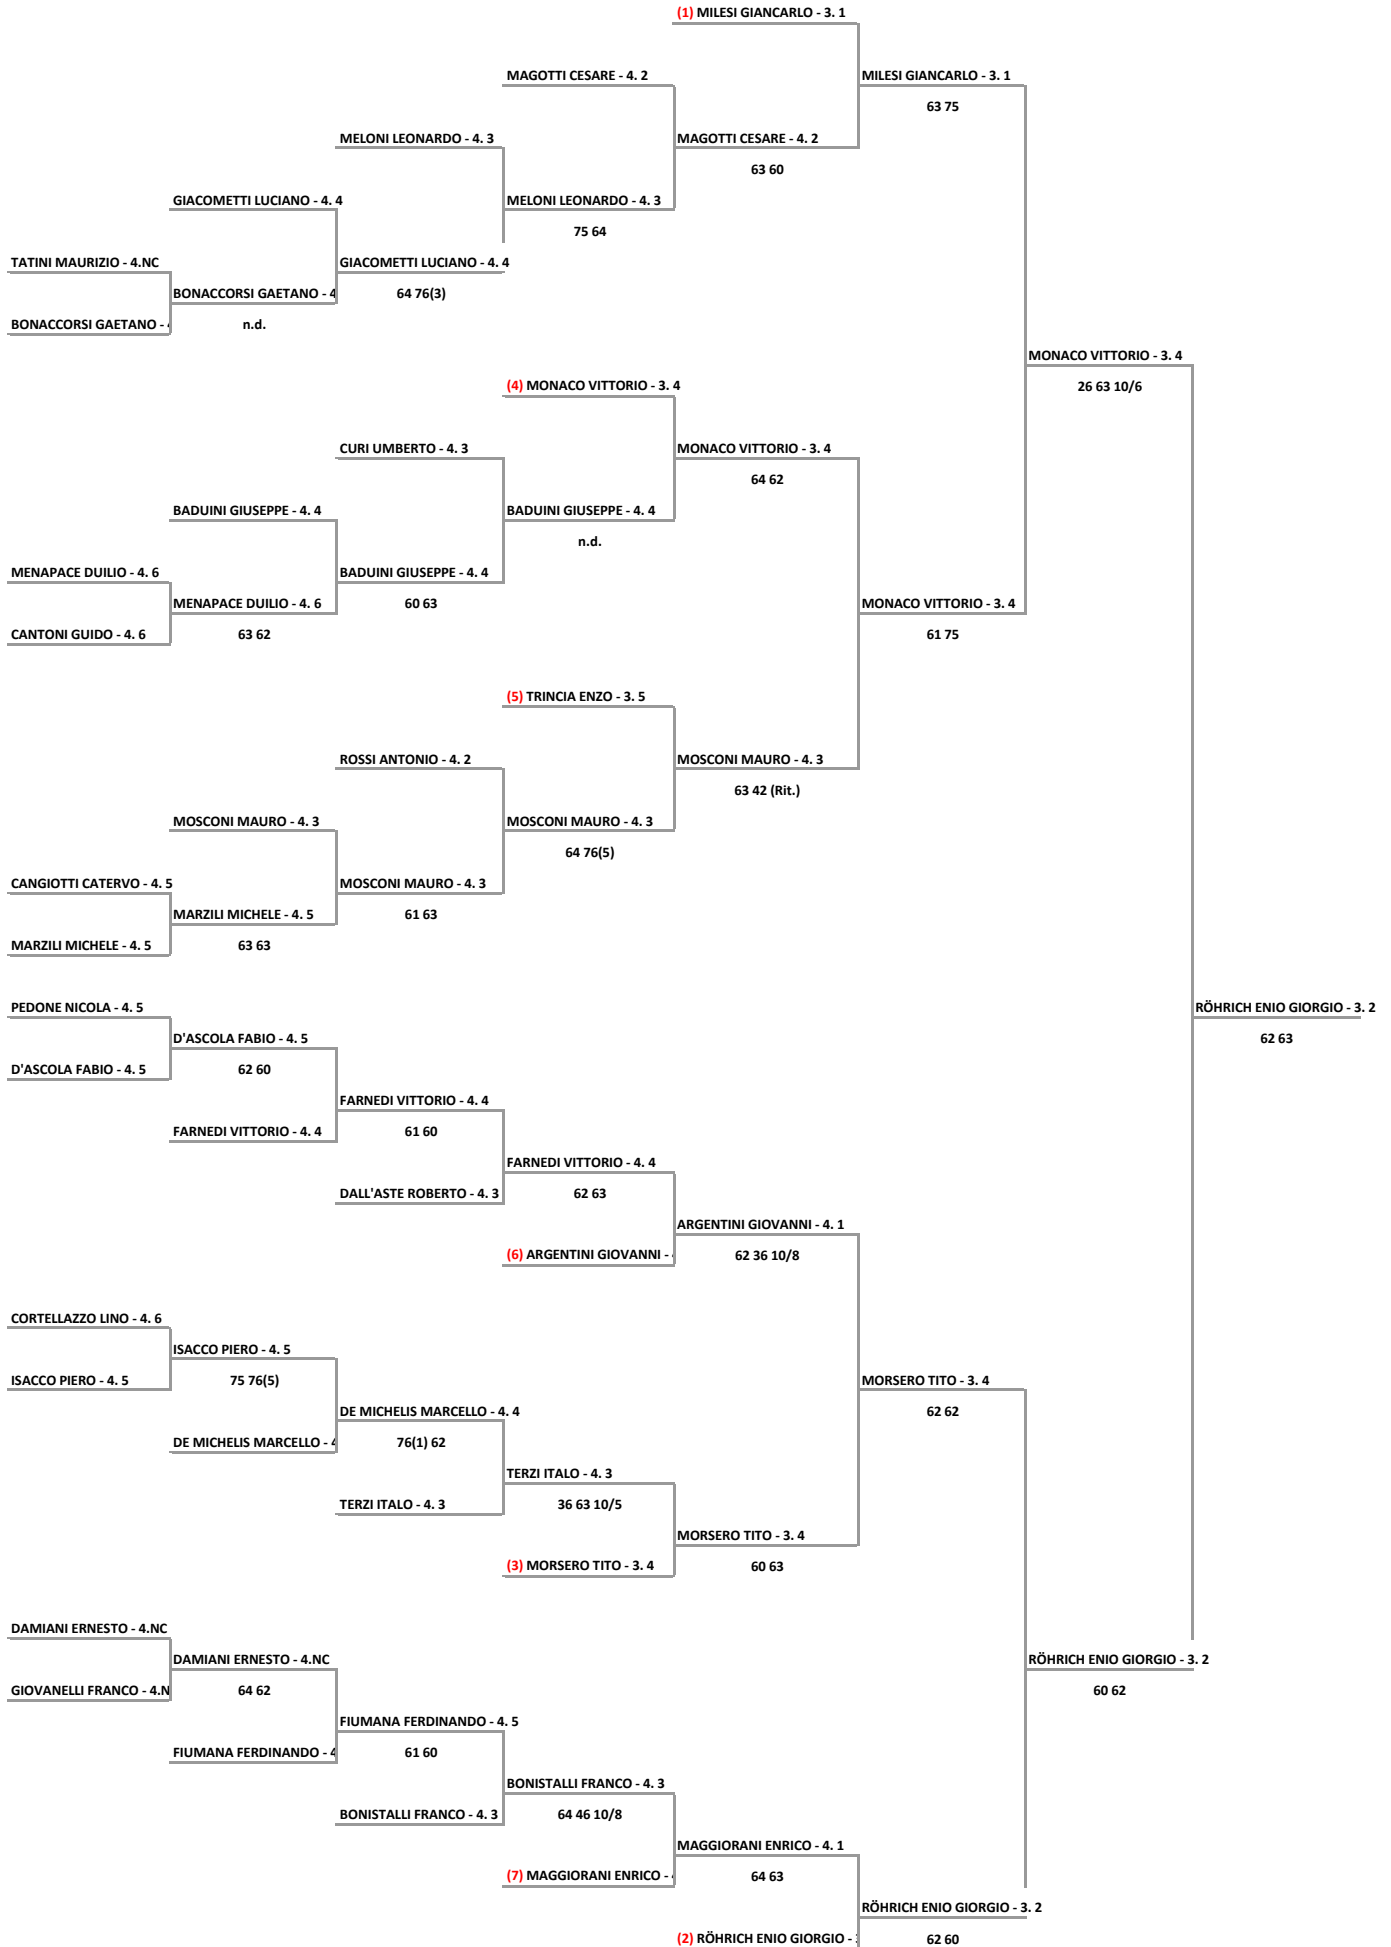 (1) MILESI GIANCARLO - 3. 1
MAGOTTI CESARE - 4. 2
MILESI GIANCARLO - 3. 1
63 75
MELONI LEONARDO - 4. 3
MAGOTTI CESARE - 4. 2
63 60
GIACOMETTI LUCIANO - 4. 4
MELONI LEONARDO - 4. 3
75 64
TATINI MAURIZIO - 4.NC
GIACOMETTI LUCIANO - 4. 4
BONACCORSI GAETANO - 4
64 76(3)
BONACCORSI GAETANO -
n.d.
MONACO VITTORIO - 3. 4
(4) MONACO VITTORIO - 3. 4
26 63 10/6
CURI UMBERTO - 4. 3
MONACO VITTORIO - 3. 4
64 62
BADUINI GIUSEPPE - 4. 4
BADUINI GIUSEPPE - 4. 4
n.d.
MENAPACE DUILIO - 4. 6
BADUINI GIUSEPPE - 4. 4
MENAPACE DUILIO - 4. 6
60 63
MONACO VITTORIO - 3. 4
CANTONI GUIDO - 4. 6
63 62
61 75
(5) TRINCIA ENZO - 3. 5
ROSSI ANTONIO - 4. 2
MOSCONI MAURO - 4. 3
63 42 (Rit.)
MOSCONI MAURO - 4. 3
MOSCONI MAURO - 4. 3
64 76(5)
CANGIOTTI CATERVO - 4. 5
MOSCONI MAURO - 4. 3
MARZILI MICHELE - 4. 5
61 63
MARZILI MICHELE - 4. 5
63 63
PEDONE NICOLA - 4. 5
RÖHRICH ENIO GIORGIO - 3. 2
D'ASCOLA FABIO - 4. 5
62 63
D'ASCOLA FABIO - 4. 5
62 60
FARNEDI VITTORIO - 4. 4
FARNEDI VITTORIO - 4. 4
61 60
FARNEDI VITTORIO - 4. 4
DALL'ASTE ROBERTO - 4. 3
62 63
ARGENTINI GIOVANNI - 4. 1
(6) ARGENTINI GIOVANNI -
62 36 10/8
CORTELLAZZO LINO - 4. 6
ISACCO PIERO - 4. 5
ISACCO PIERO - 4. 5
75 76(5)
MORSERO TITO - 3. 4
DE MICHELIS MARCELLO - 4. 4
62 62
DE MICHELIS MARCELLO - 4
76(1) 62
TERZI ITALO - 4. 3
TERZI ITALO - 4. 3
36 63 10/5
MORSERO TITO - 3. 4
(3) MORSERO TITO - 3. 4
60 63
DAMIANI ERNESTO - 4.NC
DAMIANI ERNESTO - 4.NC
RÖHRICH ENIO GIORGIO - 3. 2
GIOVANELLI FRANCO - 4.N
64 62
60 62
FIUMANA FERDINANDO - 4. 5
FIUMANA FERDINANDO - 4
61 60
BONISTALLI FRANCO - 4. 3
BONISTALLI FRANCO - 4. 3
64 46 10/8
MAGGIORANI ENRICO - 4. 1
(7) MAGGIORANI ENRICO -
64 63
RÖHRICH ENIO GIORGIO - 3. 2
(2) RÖHRICH ENIO GIORGIO -
62 60